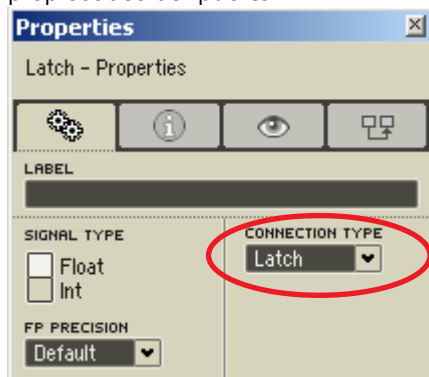 Properties
Latch - Properties
LABEL
SIGNAL TYPE
Float
Int
FP PRECISION
Default
CONNECTION TYPE
Latch